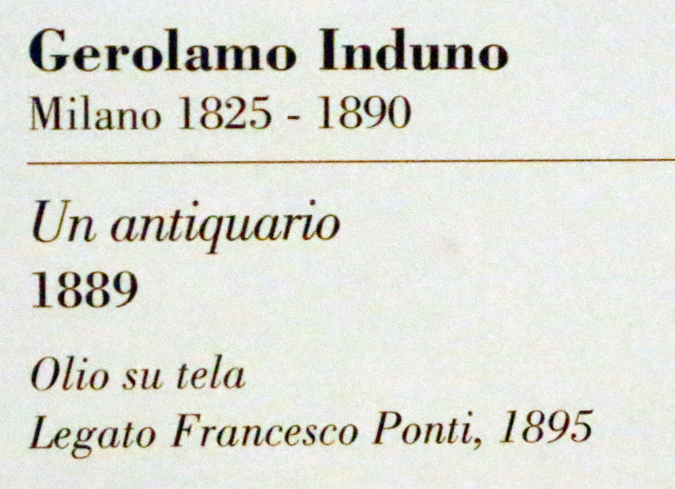 Gerolamo Induno
Milano 1825 - 1890
Un antiquario
1889
Olio su tela
Legato Francesco Ponti, 1895